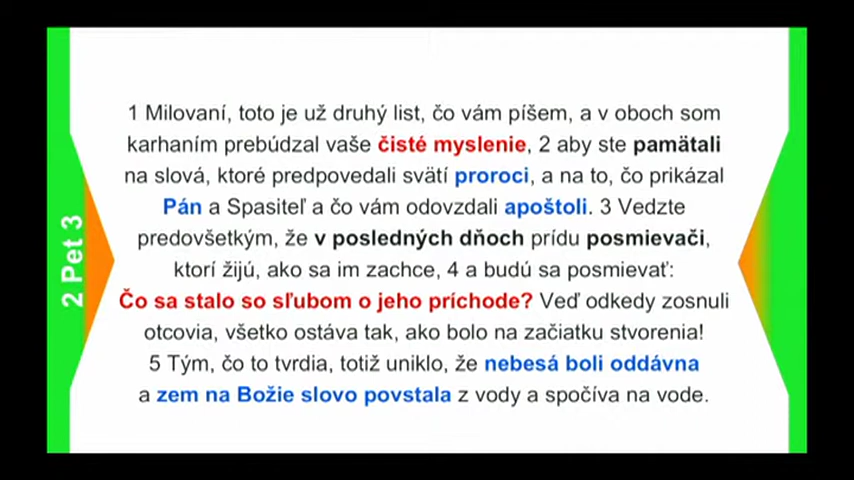 2 Pet 3
1 Milovaní, toto je už druhý list, čo vám píšem, a v oboch som
karhaním prebúdzal vaše čisté myslenie, 2 aby ste pamätali
na slová, ktoré predpovedali svätí proroci, a na to, čo prikázal
Pán a Spasiteľ a čo vám odovzdali apoštoli. 3 Vedzte
predovšetkým, že v posledných dňoch prídu posmievači,
ktorí žijú, ako sa im zachce, 4 a budú sa posmievať:
Čo sa stalo so sľubom o jeho príchode? Veď odkedy zosnuli
otcovia, všetko ostáva tak, ako bolo na začiatku stvorenia!
5 Tým, čo to tvrdia, totiž uniklo, že nebesá boli oddávna
a zem na Božie slovo povstala z vody a spočíva na vode.